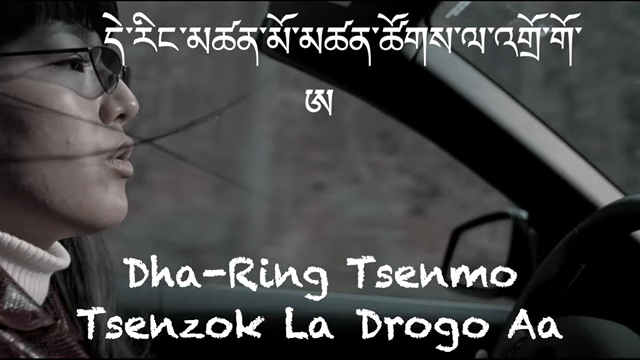 དེ་རིང་མཚན་མོ་མཚན་ཚོགས་ལ་འགྲོ་གོ་
ཨ
Dha-Ring Tsenmo
Tsenzok La Drogo Aa